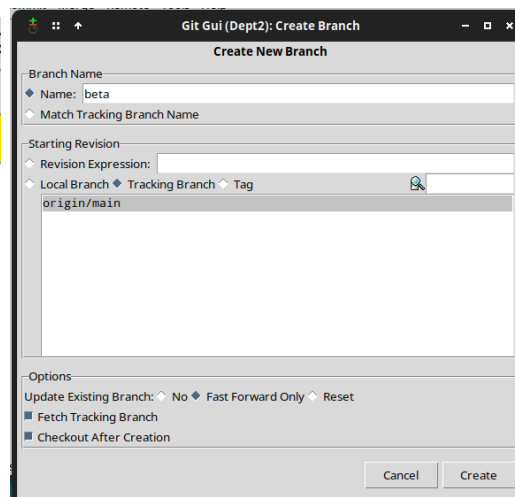 Git Gui (Dept2): Create Branch
Create New Branch
Branch Name
Name: beta
Match Tracking Branch Name
Starting Revision
Revision Expression:
Local Branch Tracking Branch Tag
origin/main
Options
Update Existing Branch: No Fast Forward Only Reset
Fetch Tracking Branch
Checkout After Creation
Cancel Create